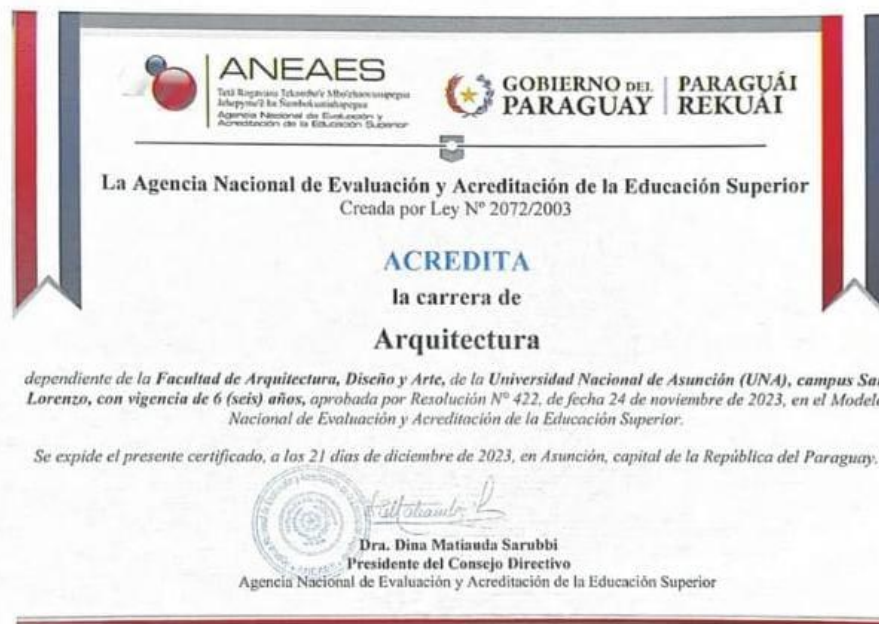 ANEAES
Agencia Nacional de Evaluación y
Acreditación de la Educación Superior
GOBIERNO DEL PARAGUAY
PARAGUÁI REKUÁI
La Agencia Nacional de Evaluación y Acreditación de la Educación Superior
Creada por Ley Nº 2072/2003
ACREDITA
la carrera de
Arquitectura
dependiente de la Facultad de Arquitectura, Diseño y Arte, de la Universidad Nacional de Asunción (UNA), campus Sa
Lorenzo, con vigencia de 6 (seis) años, aprobada por Resolución Nº 422, de fecha 24 de noviembre de 2023, en el Model
Nacional de Evaluación y Acreditación de la Educación Superior.
Se expide el presente certificado, a los 21 días de diciembre de 2023, en Asunción, capital de la República del Paraguay.
Dra. Dina Matiauda Sarubbi
Presidente del Consejo Directivo
Agencia Nacional de Evaluación y Acreditación de la Educación Superior